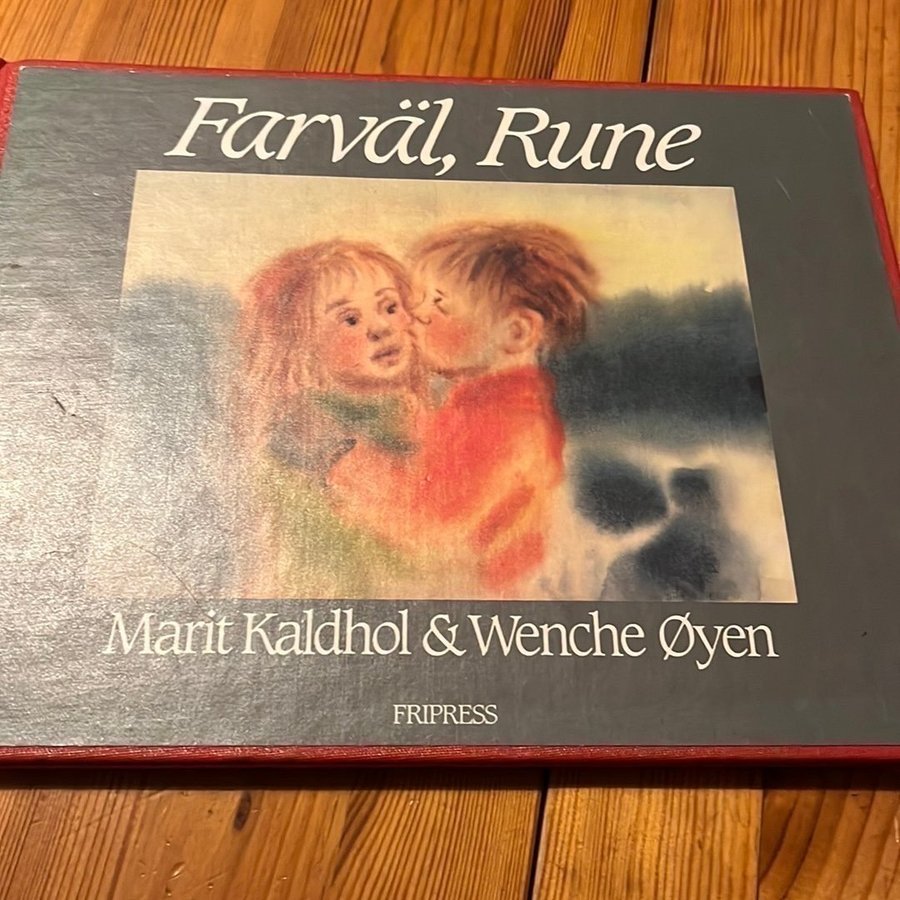 Farväl, Rune
Marit Kaldhol & Wenche Øyen
FRIPRESS